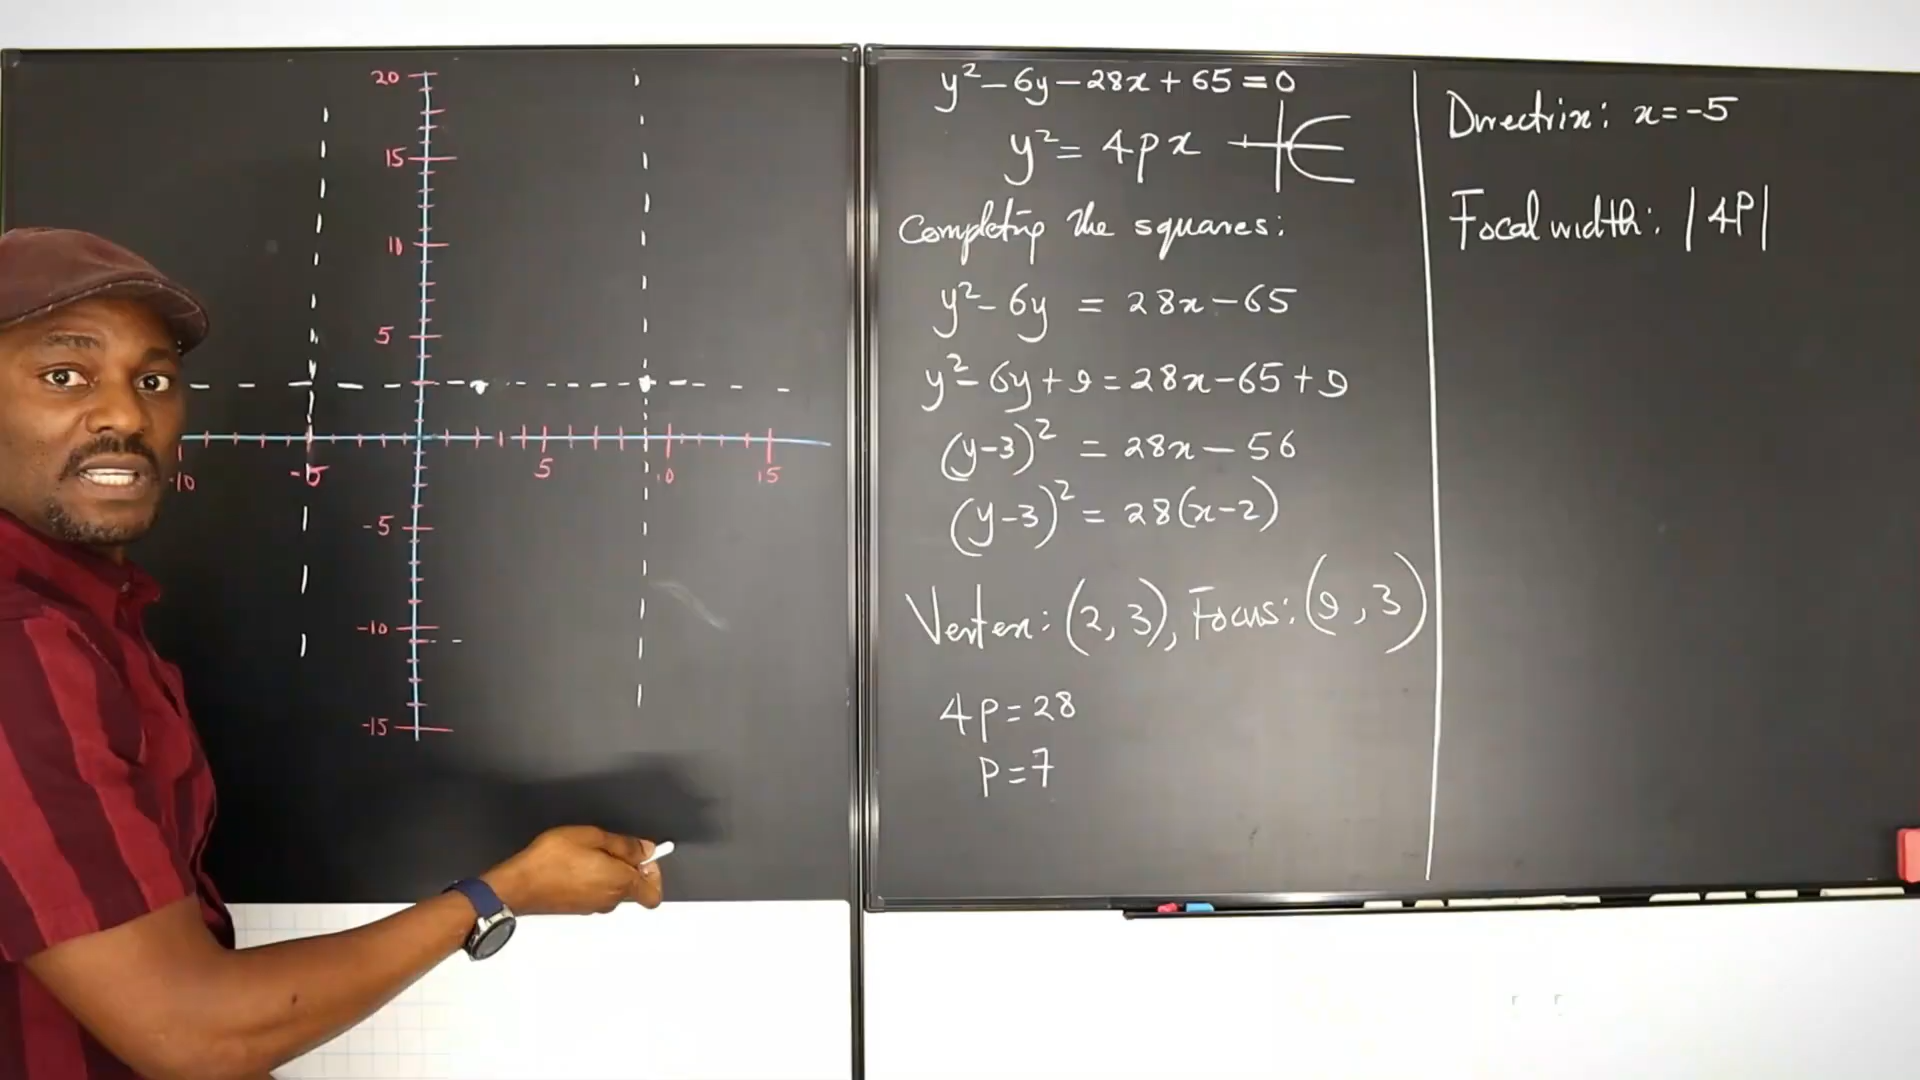 20
15
10
5
-10
-5
5
10
15
-5
-10
-15
y² - 6y - 28x + 65 = 0
y² = 4px
Completing the squares:
y² - 6y = 28x - 65
y² - 6y + 9 = 28x - 65 + 9
(y-3)² = 28x - 56
(y-3)² = 28(x-2)
Vertex: (2, 3), Focus: (9, 3)
4p = 28
P = 7
Directrix: x = -5
Focal width: |4P|